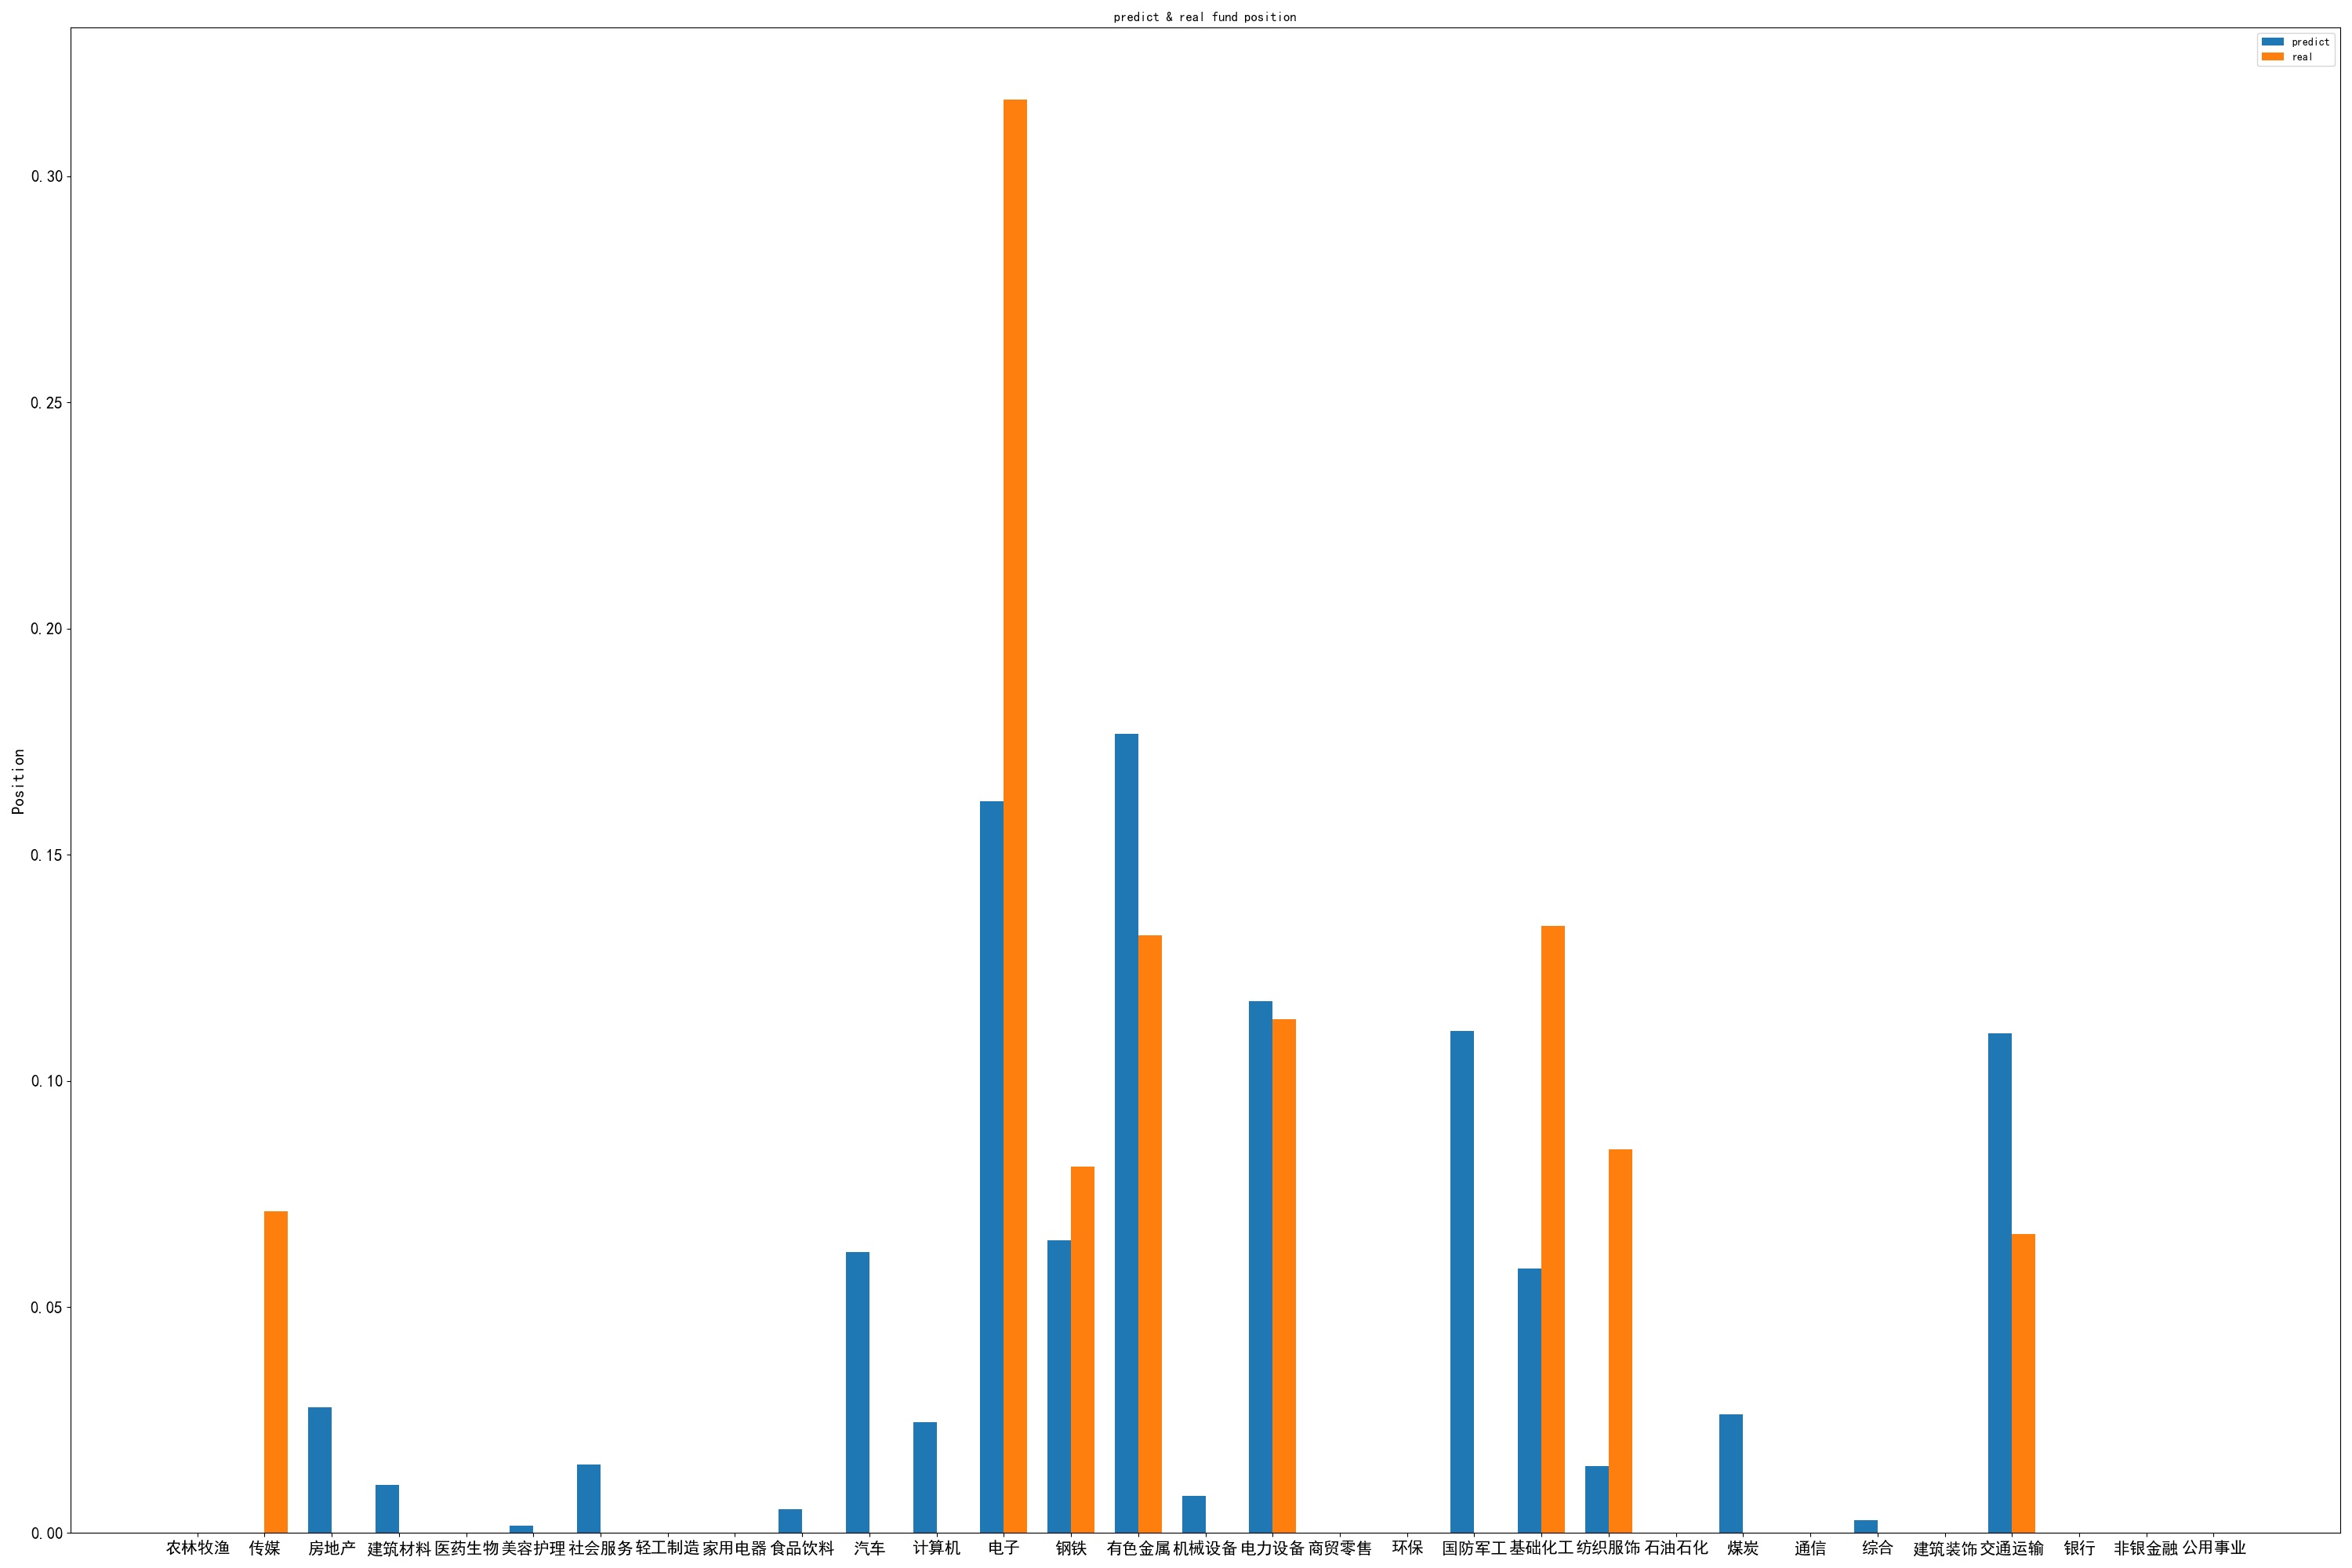 predict & real fund position
predict
real
Position
0.30
0.25
0.20
0.15
0.10
0.05
0.00
农林牧渔 传媒 房地产 建筑材料 医药生物 美容护理 社会服务 轻工制造 家用电器 食品饮料 汽车 计算机 电子 钢铁 有色金属 机械设备 电力设备 商贸零售 环保 国防军工 基础化工 纺织服饰 石油石化 煤炭 通信 综合 建筑装饰 交通运输 银行 非银金融 公用事业